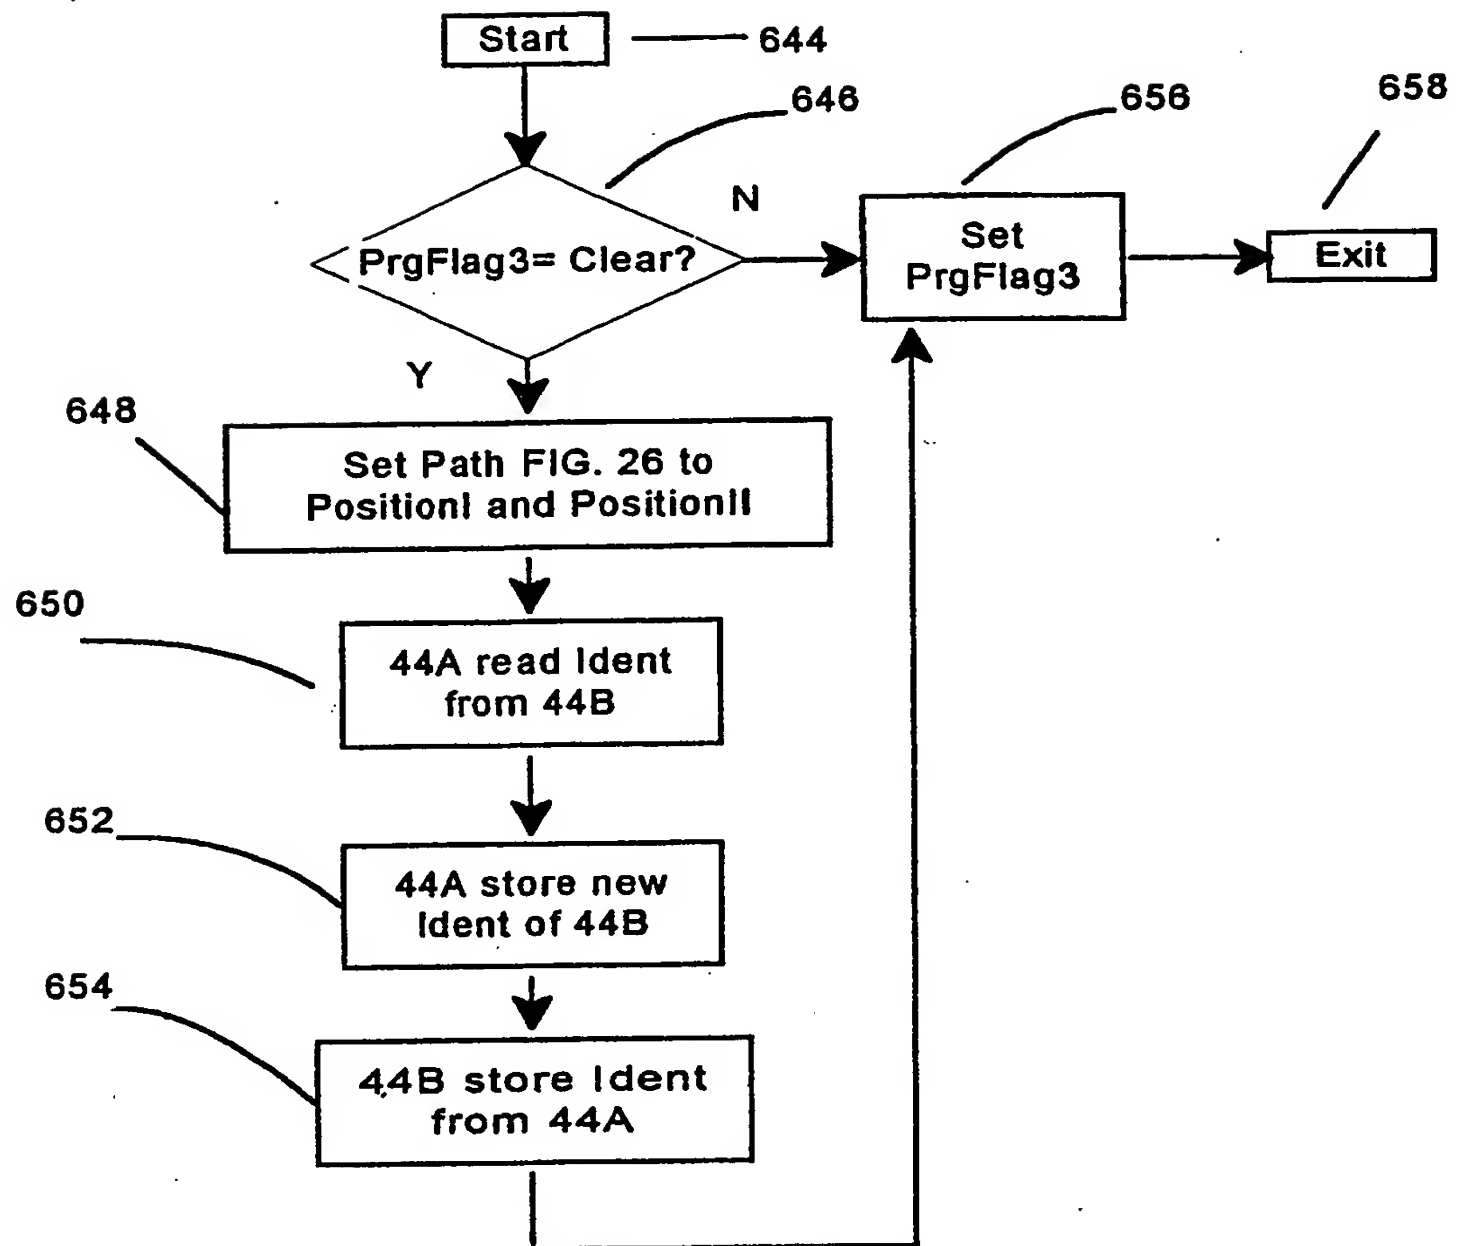 Start
644
646
656
658
PrgFlag3= Clear?
N
Set
PrgFlag3
Exit
Y
648
Set Path FIG. 26 to
PositionI and PositionII
650
44A read Ident
from 44B
652
44A store new
Ident of 44B
654
44B store Ident
from 44A